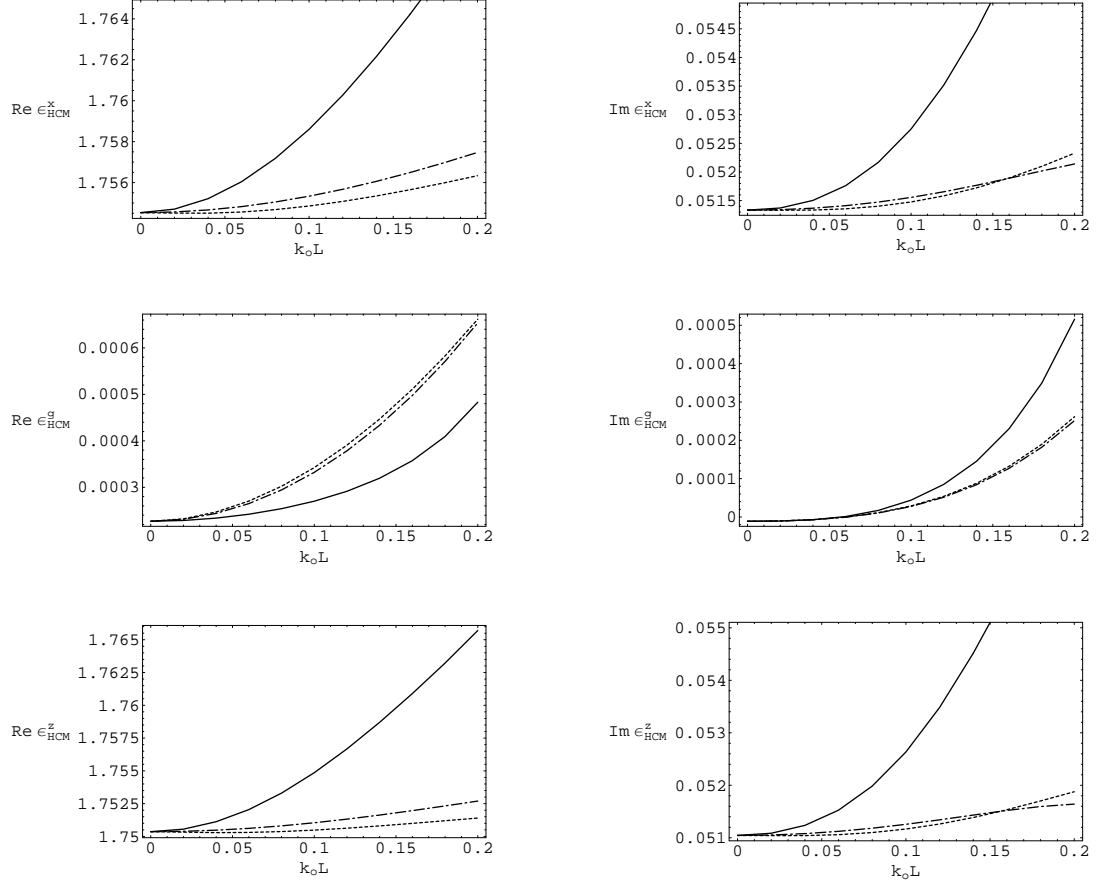 1.764
1.762
1.76
1.758
1.756
Re ϵ^x_HCM
0.05 0.1 0.15 0.2
0
k₀L
0.0545
0.054
0.0535
0.053
0.0525
0.052
0.0515
Im ϵ^x_HCM
0 0.05 0.1 0.15 0.2
k₀L
0.0006
0.0005
0.0004
0.0003
Re ϵ^g_HCM
0 0.05 0.1 0.15 0.2
k₀L
0.0005
0.0004
0.0003
0.0002
0.0001
0
Im ϵ^g_HCM
0 0.05 0.1 0.15 0.2
k₀L
1.765
1.7625
1.76
1.7575
1.755
1.7525
1.75
Re ϵ^z_HCM
0 0.05 0.1 0.15 0.2
k₀L
0.055
0.054
0.053
0.052
0.051
Im ϵ^z_HCM
0 0.05 0.1 0.15 0.2
k₀L